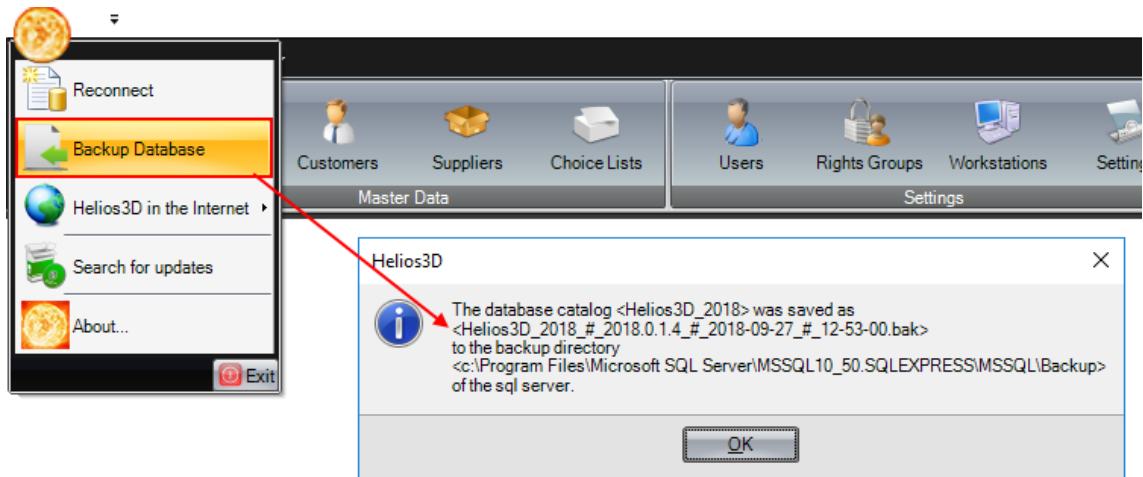 Reconnect
Backup Database
Helios3D in the Internet
Search for updates
About...
Exit
Customers
Suppliers
Choice Lists
Master Data
Users
Rights Groups
Workstations
Setting
Settings
Helios3D
The database catalog <Helios3D_2018> was saved as
<Helios3D_2018_#_2018.0.1.4_#_2018-09-27_#_12-53-00.bak>
to the backup directory
<c:\Program Files\Microsoft SQL Server\MSSQL10_50.SQLEXPRESS\MSSQL\Backup>
of the sql server.
OK